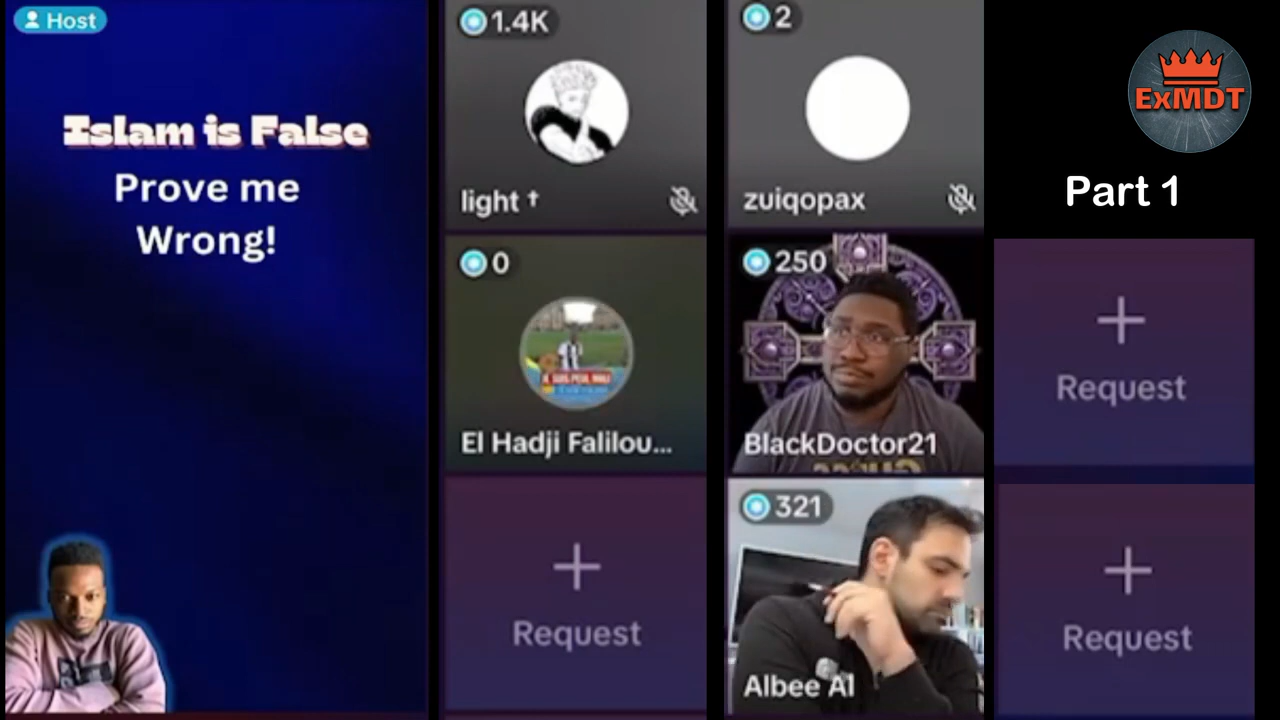 Host
Islam is False
Prove me
Wrong!
1.4K
light †
2
zuiqopax
ExMDT
Part 1
0
El Hadji Falilou...
250
BlackDoctor21
Request
Request
321
Albee Al
Request